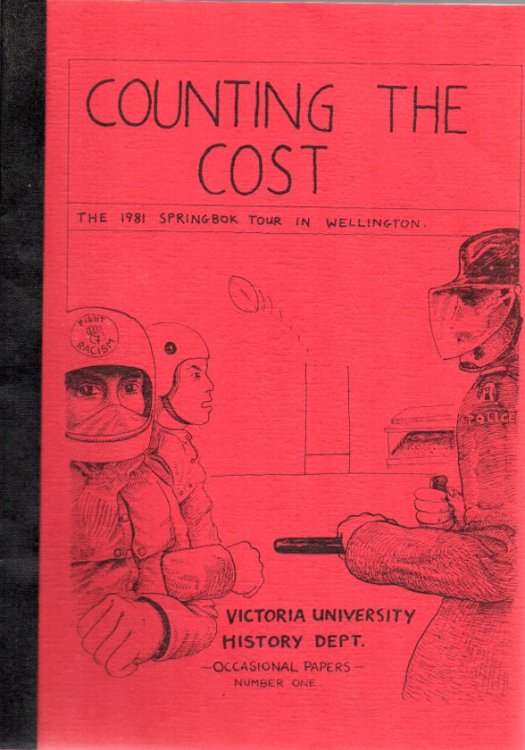 COUNTING THE
COST
THE 1981 SPRINGBOK TOUR IN WELLINGTON.
FIGHT
RACISM
POLICE
VICTORIA UNIVERSITY
HISTORY DEPT.
—OCCASIONAL PAPERS—
NUMBER ONE.